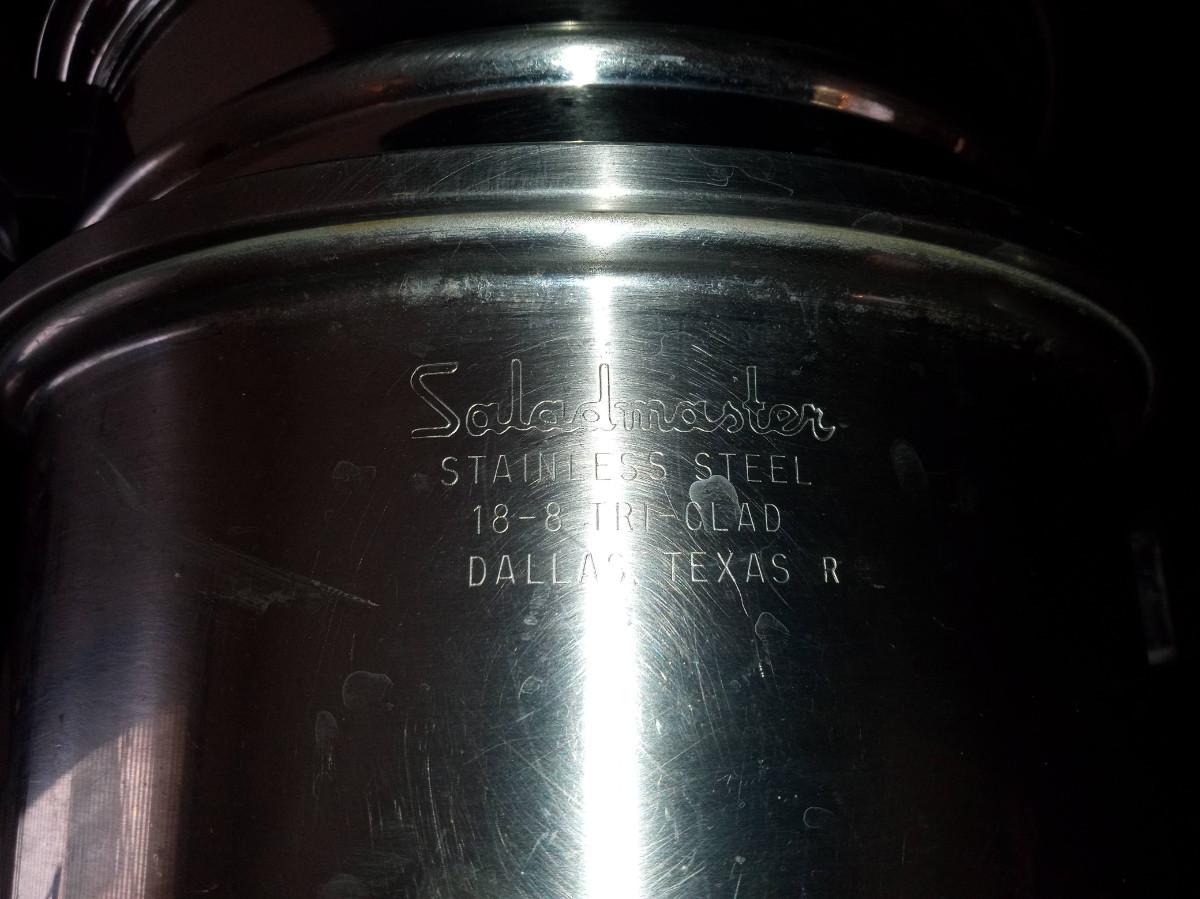 Saladmaster
STAINLESS STEEL
18-8 TRI-CLAD
DALLAS, TEXAS R